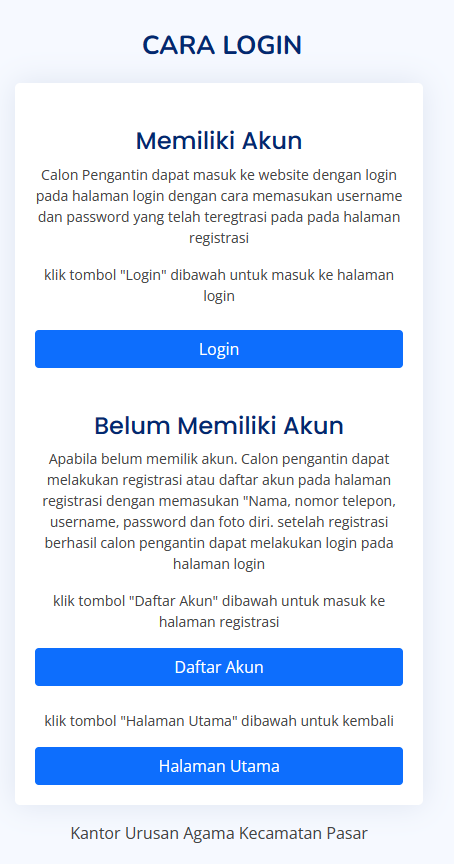 CARA LOGIN
Memiliki Akun
Calon Pengantin dapat masuk ke website dengan login
pada halaman login dengan cara memasukan username
dan password yang telah teregtrasi pada pada halaman
registrasi
klik tombol "Login" dibawah untuk masuk ke halaman
login
Login
Belum Memiliki Akun
Apabila belum memilik akun. Calon pengantin dapat
melakukan registrasi atau daftar akun pada halaman
registrasi dengan memasukan "Nama, nomor telepon,
username, password dan foto diri. setelah registrasi
berhasil calon pengantin dapat melakukan login pada
halaman login
klik tombol "Daftar Akun" dibawah untuk masuk ke
halaman registrasi
Daftar Akun
klik tombol "Halaman Utama" dibawah untuk kembali
Halaman Utama
Kantor Urusan Agama Kecamatan Pasar